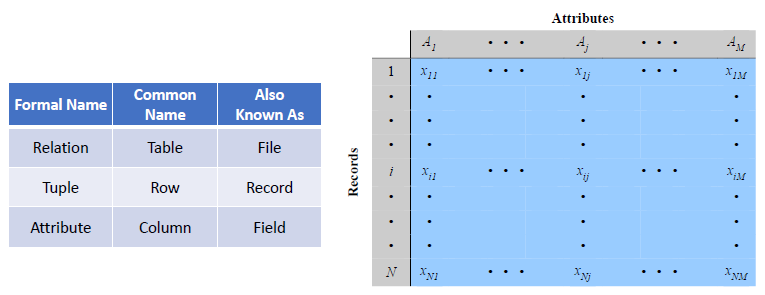 Formal Name Common Name Also Known As
Relation Table File
Tuple Row Record
Attribute Column Field
Attributes
A1 • • • Aj • • • AM
Records
1 x11 • • • x1j • • • x1M
• • • •
• • • •
• • • •
i xi1 • • • xij • • • xiM
• • • •
• • • •
• • • •
N xN1 • • • xNj • • • xNM